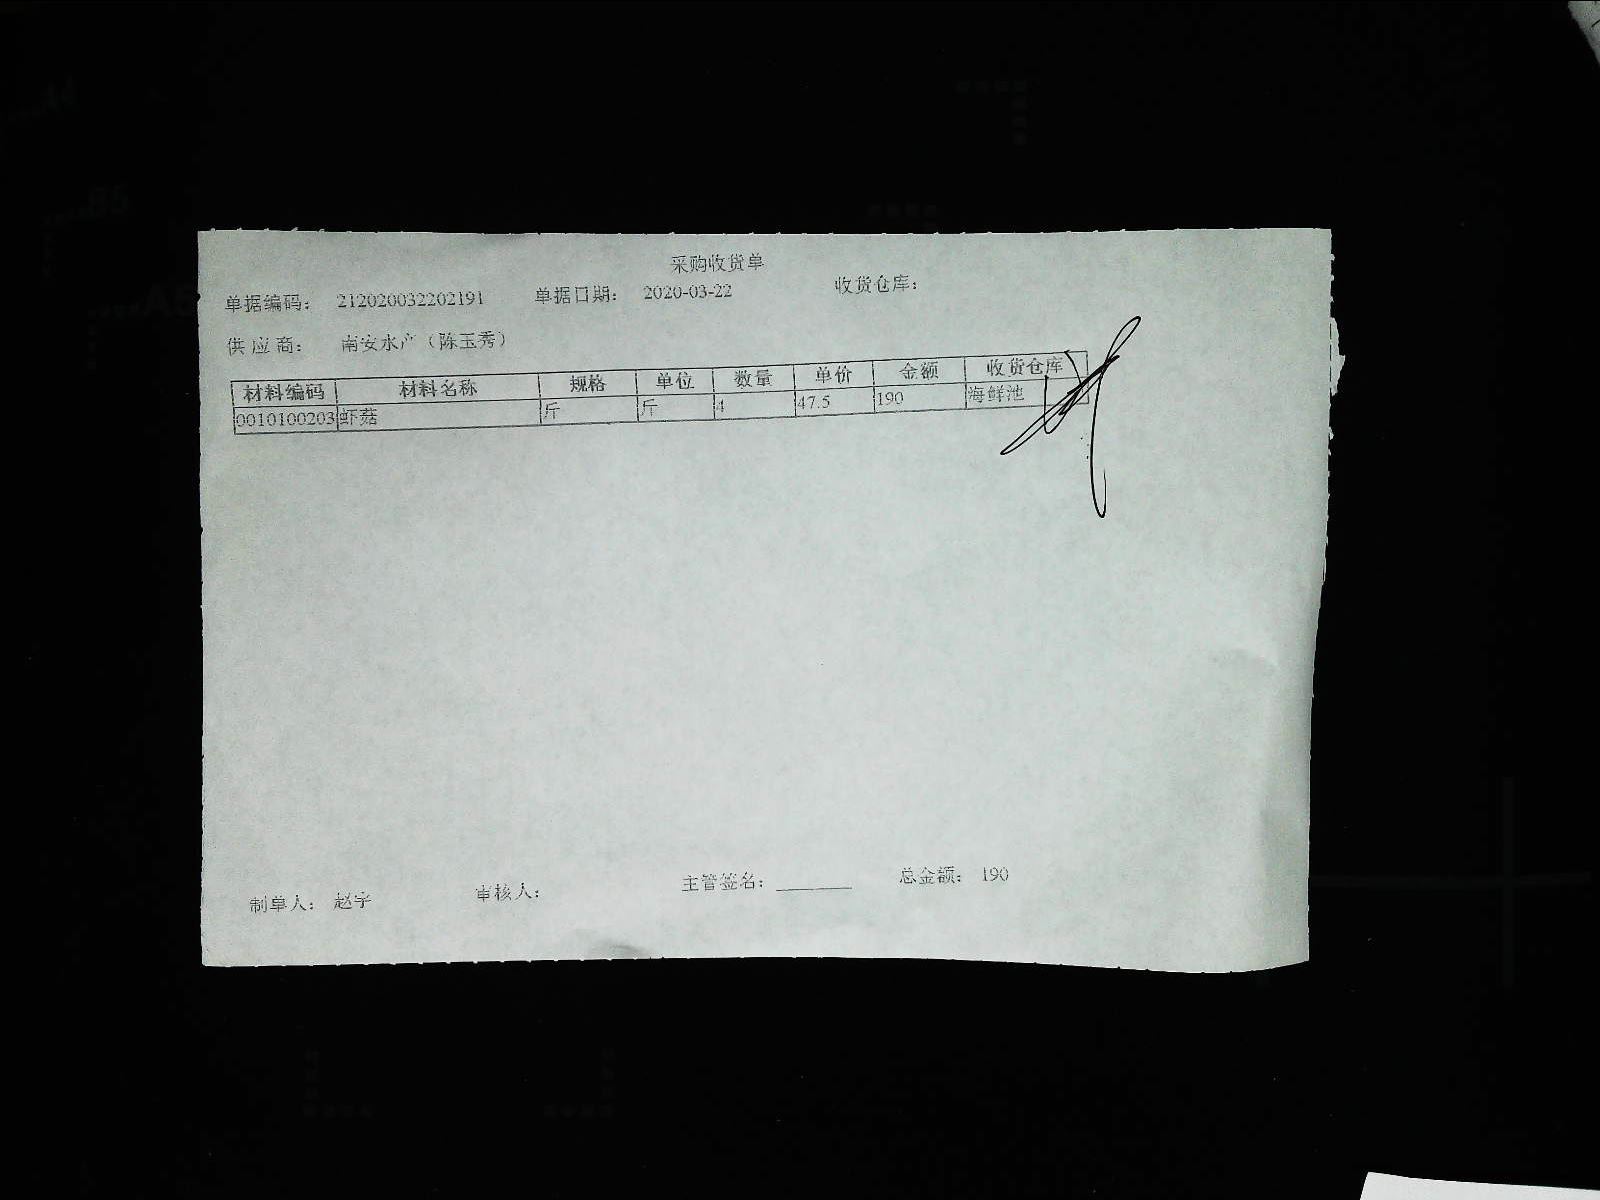 采购收货单
单据编码： 212020032202191 单据日期： 2020-03-22 收货仓库：
供应商： 南安水产（陈玉秀）
材料编码 材料名称 规格 单位 数量 单价 金额 收货仓库
0010100203 虾菇 斤 斤 4 47.5 190 海鲜池
制单人： 赵宇 审核人： 主管签名： 总金额： 190